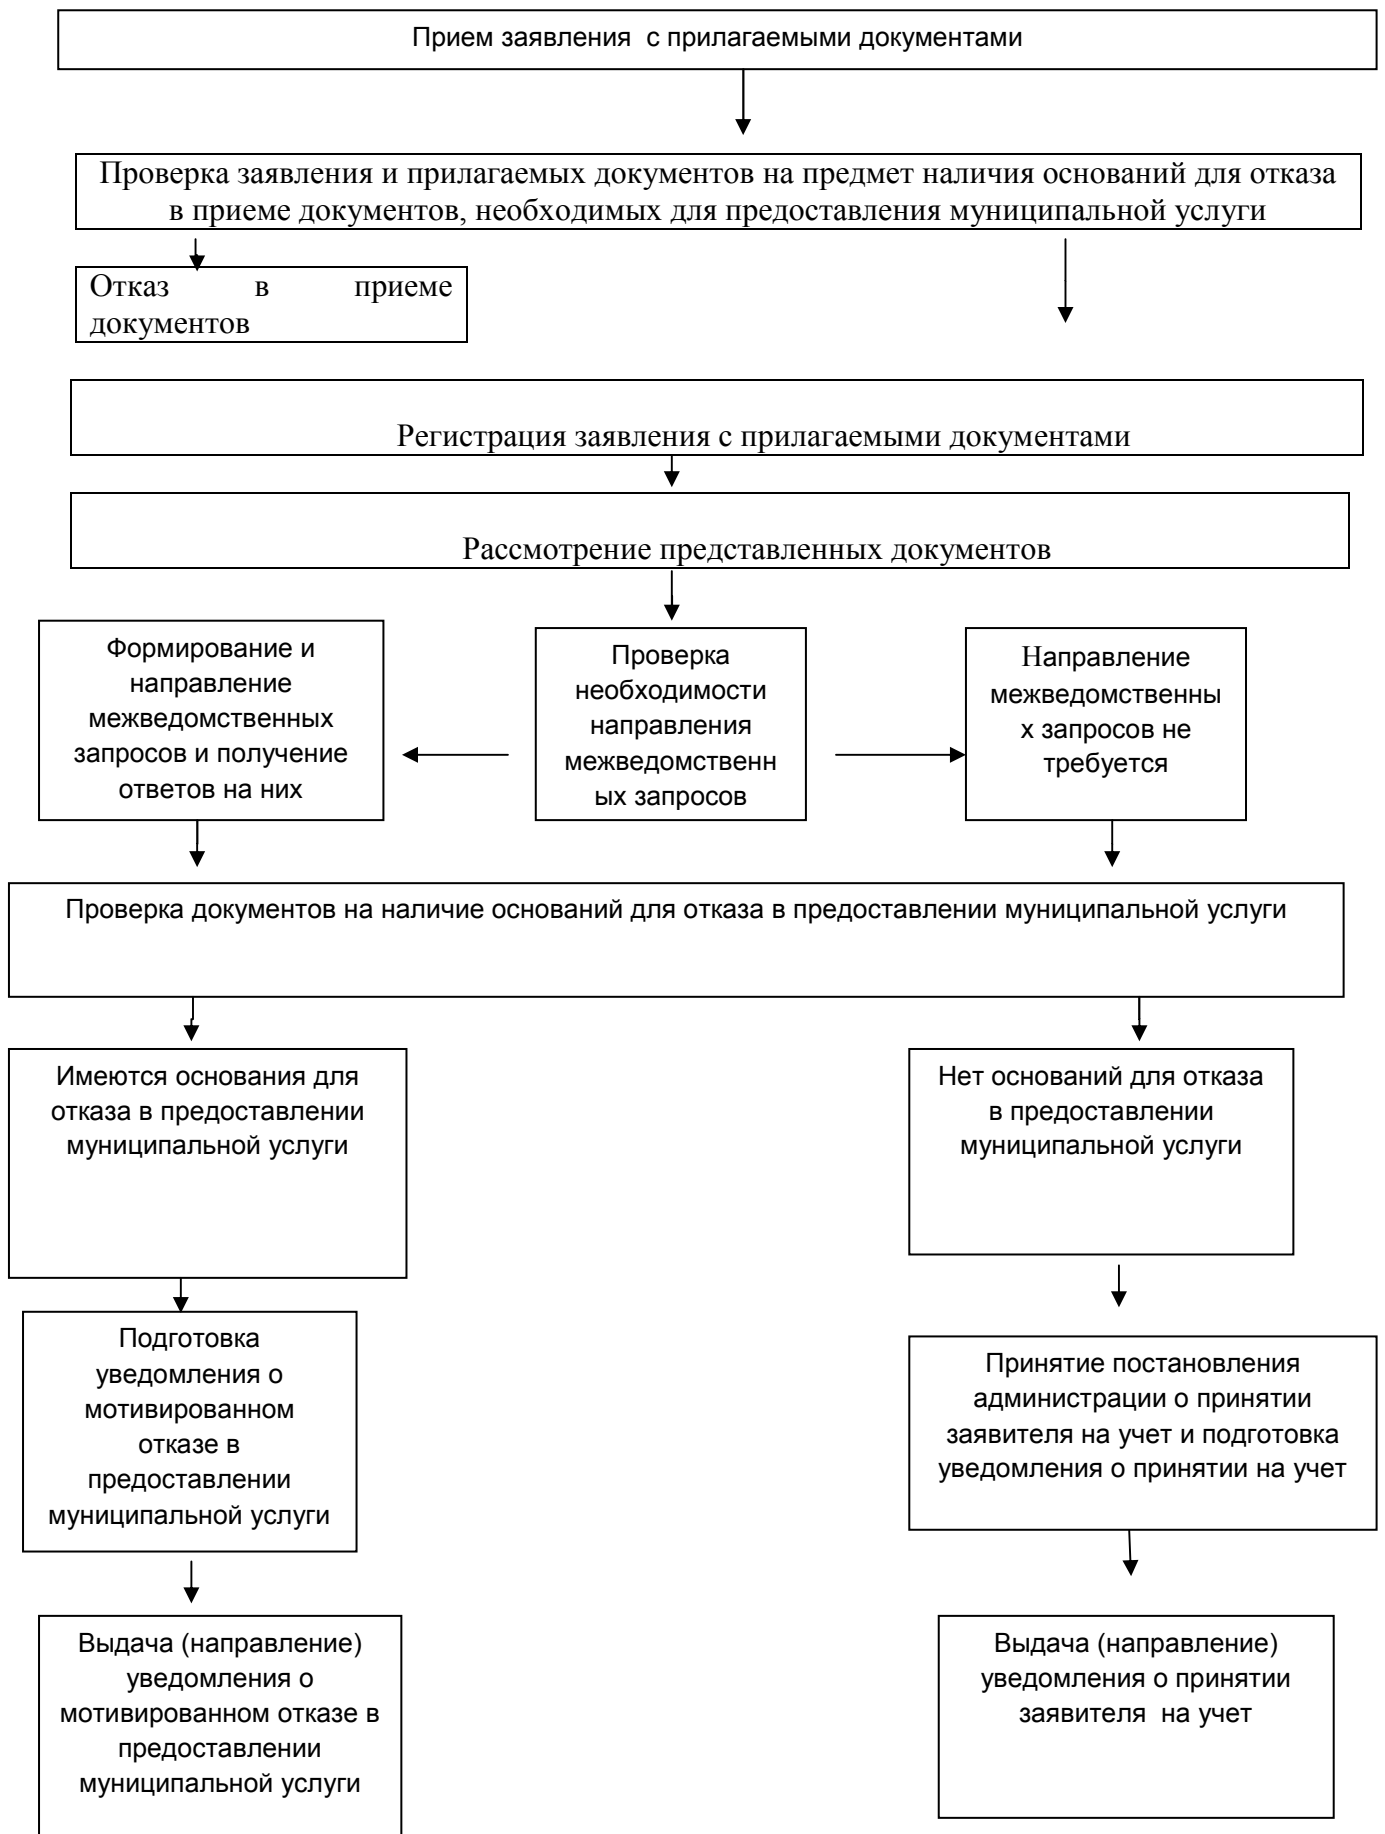 Прием заявления  с прилагаемыми документами
Проверка заявления и прилагаемых документов на предмет наличия оснований для отказа
в приеме документов, необходимых для предоставления муниципальной услуги
Отказ в приеме
документов
Регистрация заявления с прилагаемыми документами
Рассмотрение представленных документов
Формирование и
направление
межведомственных
запросов и получение
ответов на них
Проверка
необходимости
направления
межведомственн
ых запросов
Направление
межведомственны
х запросов не
требуется
Проверка документов на наличие оснований для отказа в предоставлении муниципальной услуги
Имеются основания для
отказа в предоставлении
муниципальной услуги
Нет оснований для отказа
в предоставлении
муниципальной услуги
Подготовка
уведомления о
мотивированном
отказе в
предоставлении
муниципальной услуги
Принятие постановления
администрации о принятии
заявителя на учет и подготовка
уведомления о принятии на учет
Выдача (направление)
уведомления о
мотивированном отказе в
предоставлении
муниципальной услуги
Выдача (направление)
уведомления о принятии
заявителя  на учет